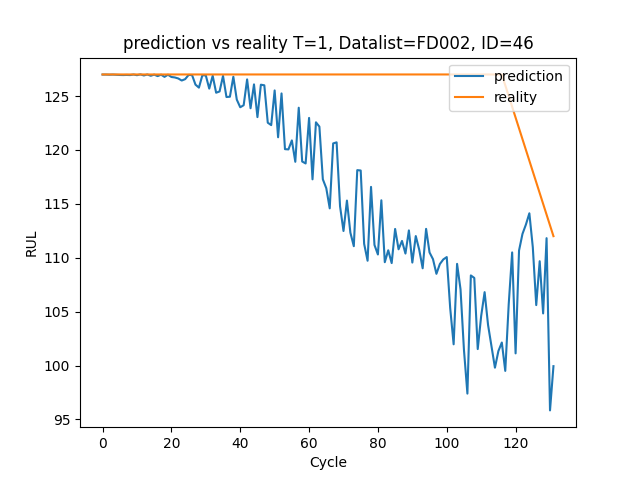 prediction vs reality T=1, Datalist=FD002, ID=46
prediction
reality
125
120
115
110
105
100
95
RUL
0 20 40 60 80 100 120
Cycle